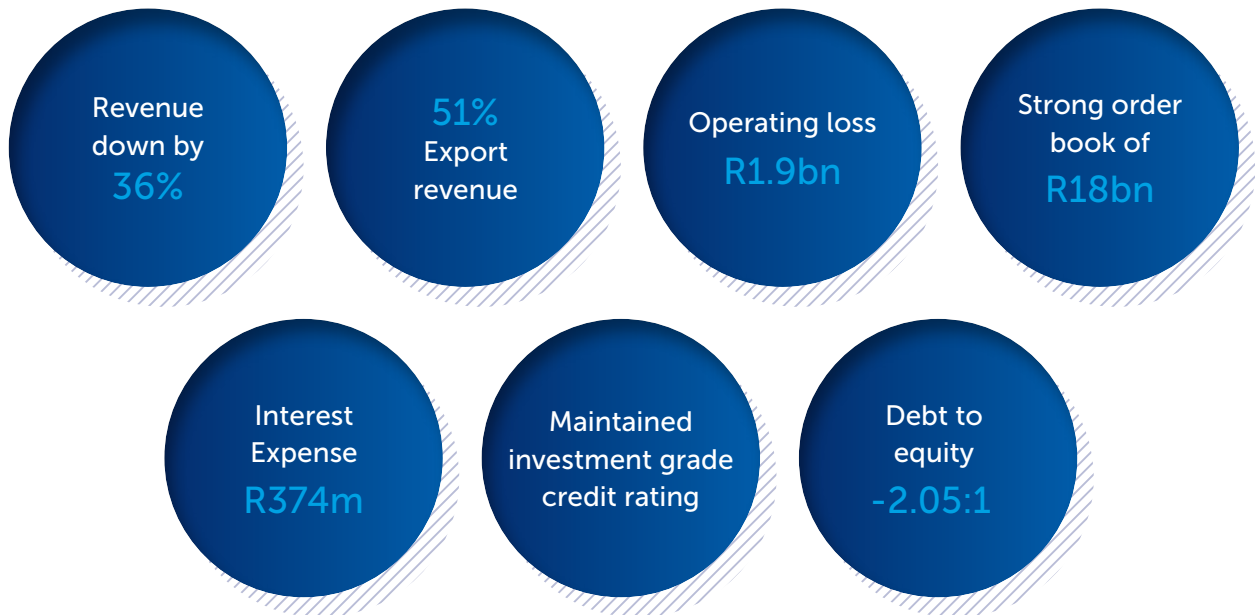 Revenue
down by
36%
51%
Export
revenue
Operating loss
R1.9bn
Strong order
book of
R18bn
Interest
Expense
R374m
Maintained
investment grade
credit rating
Debt to
equity
-2.05:1